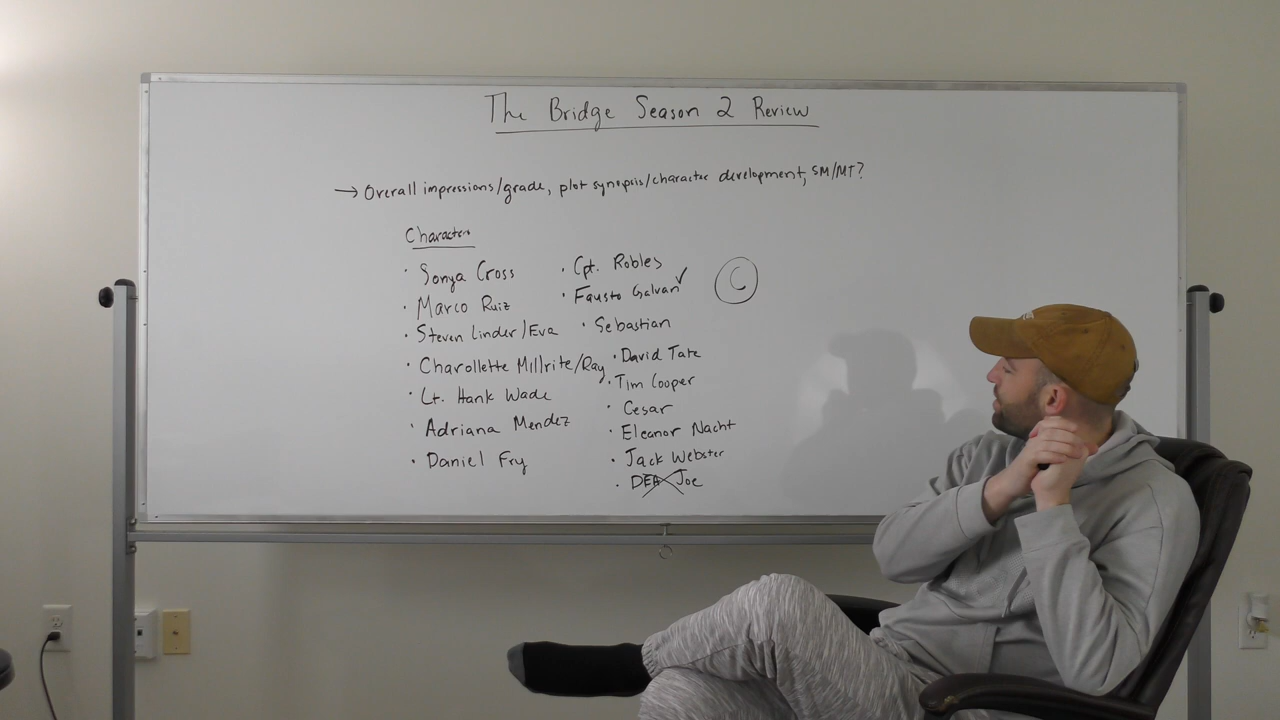 The Bridge Season 2 Review
→ Overall impressions/grade, plot synopsis/character development, SM/MT?
Characters
• Sonya Cross
• Marco Ruiz
• Steven Linder/Eva
• Charollette Millrite/Ray
• Lt. Hank Wade
• Adriana Mendez
• Daniel Fry
• Cpt. Robles
• Fausto Galvan ✓
• Sebastian
• David Tate
• Tim Cooper
• Cesar
• Eleanor Nacht
• Jack Webster
• DEA Joe
C